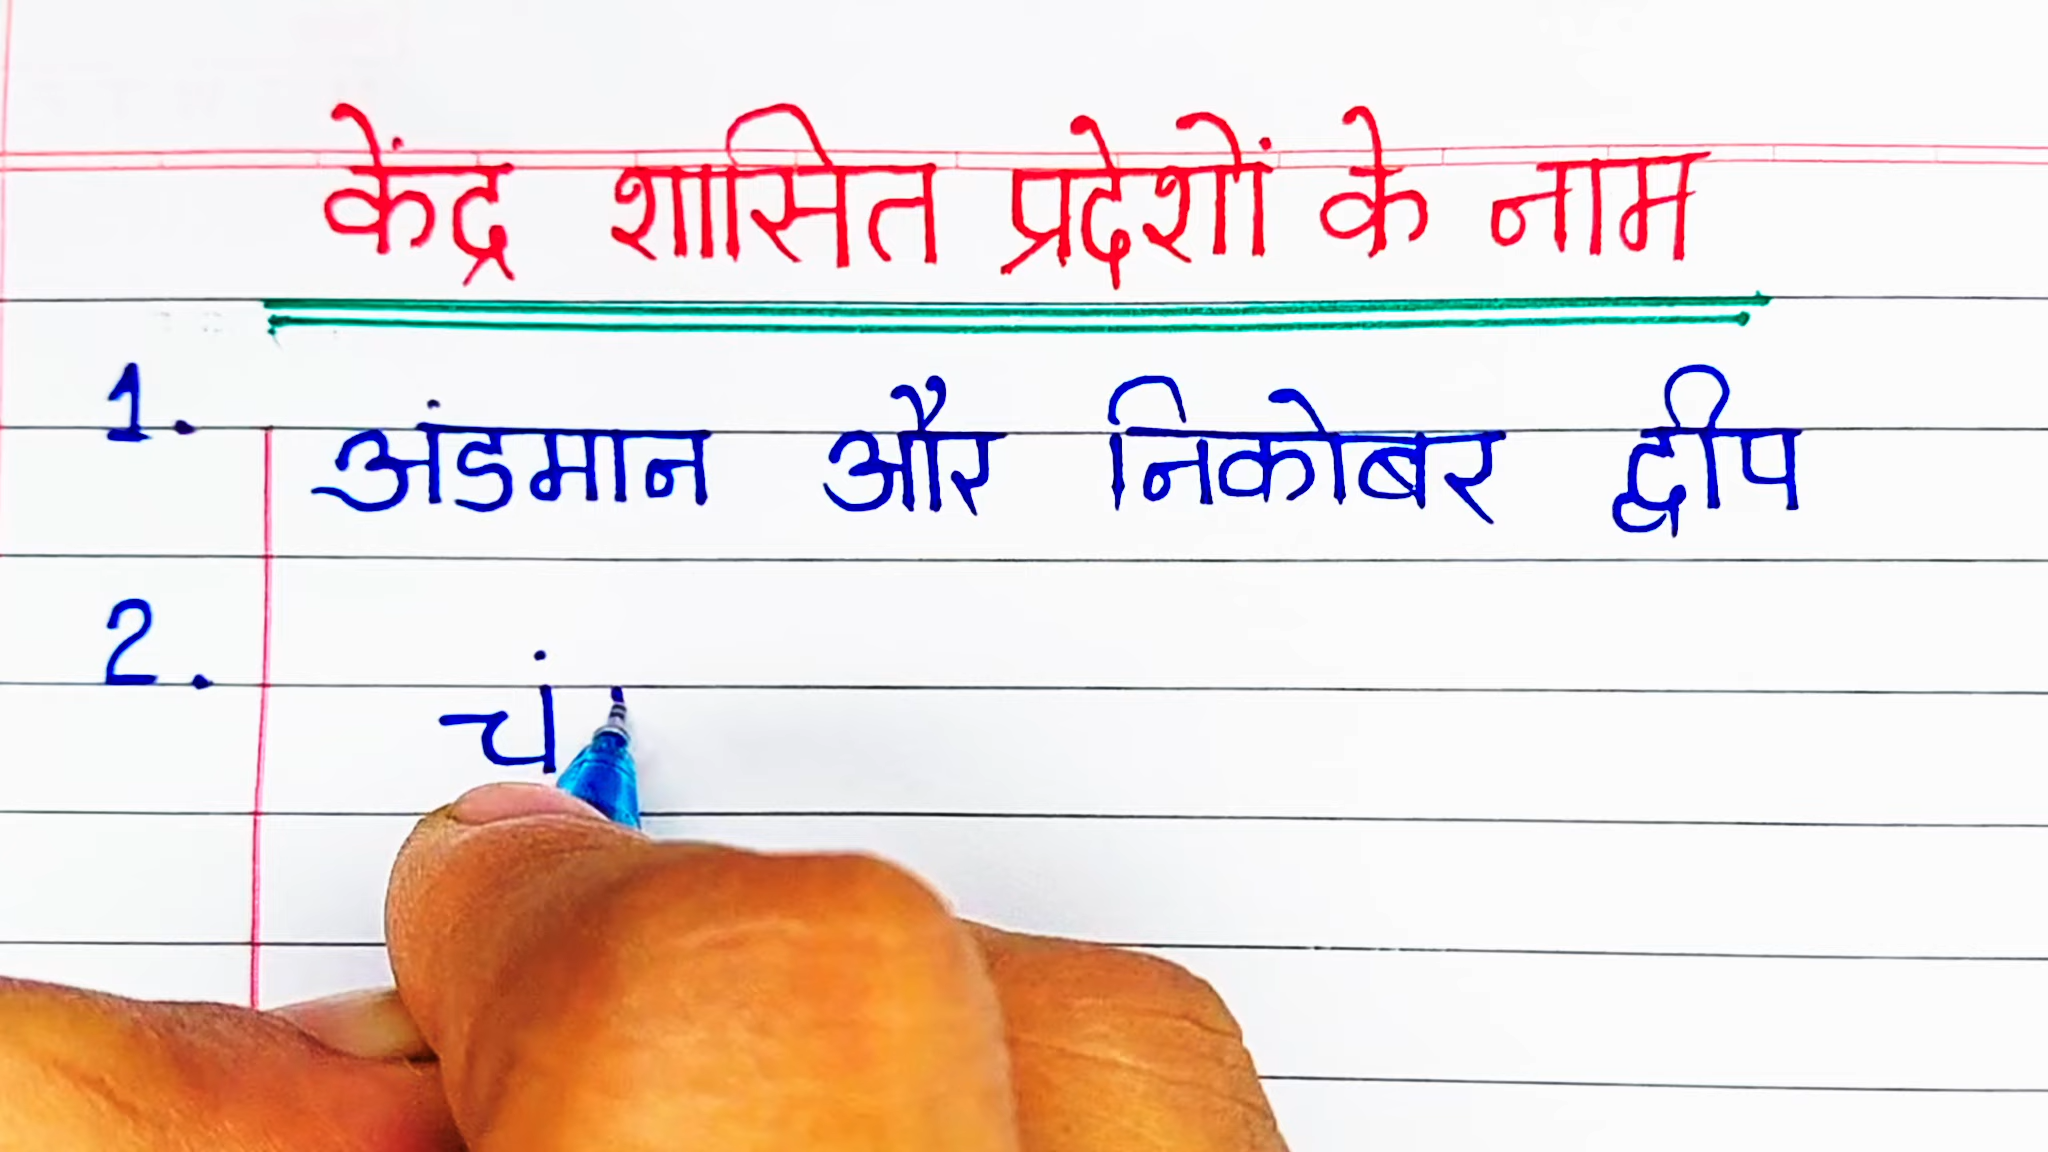 केंद्र शासित प्रदेशों के नाम
1. अंडमान और निकोबर द्वीप
2. चं